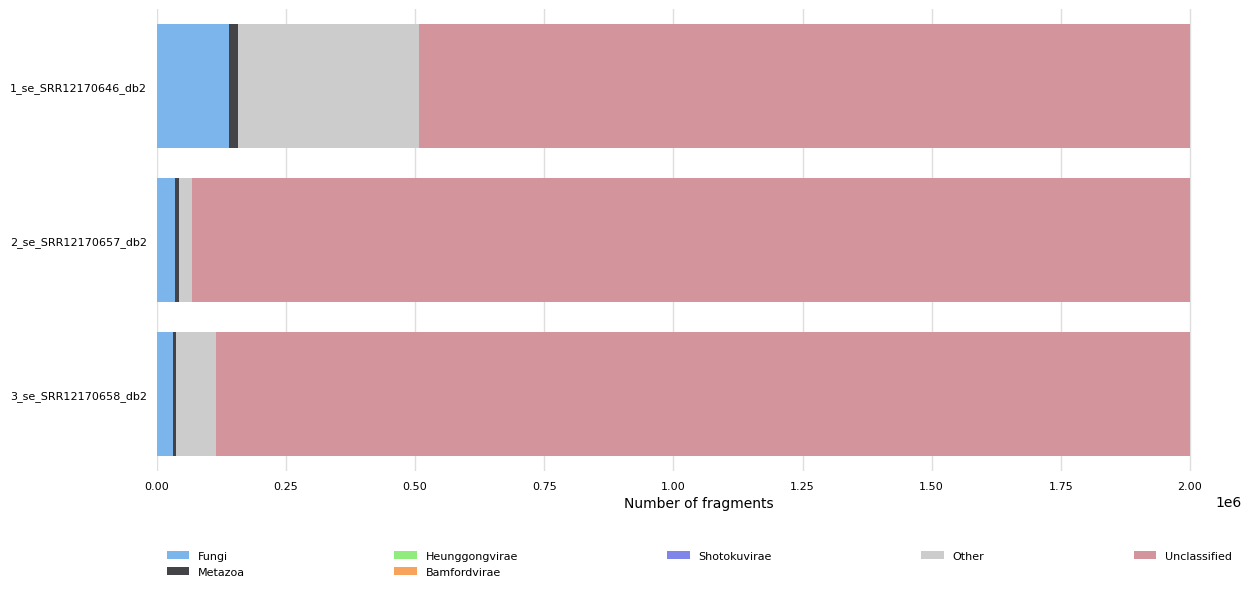 1_se_SRR12170646_db2
2_se_SRR12170657_db2
3_se_SRR12170658_db2
0.00 0.25 0.50 0.75 1.00 1.25 1.50 1.75 2.00
1e6
Number of fragments
Fungi Heunggongvirae Shotokuvirae Other Unclassified
Metazoa Bamfordvirae